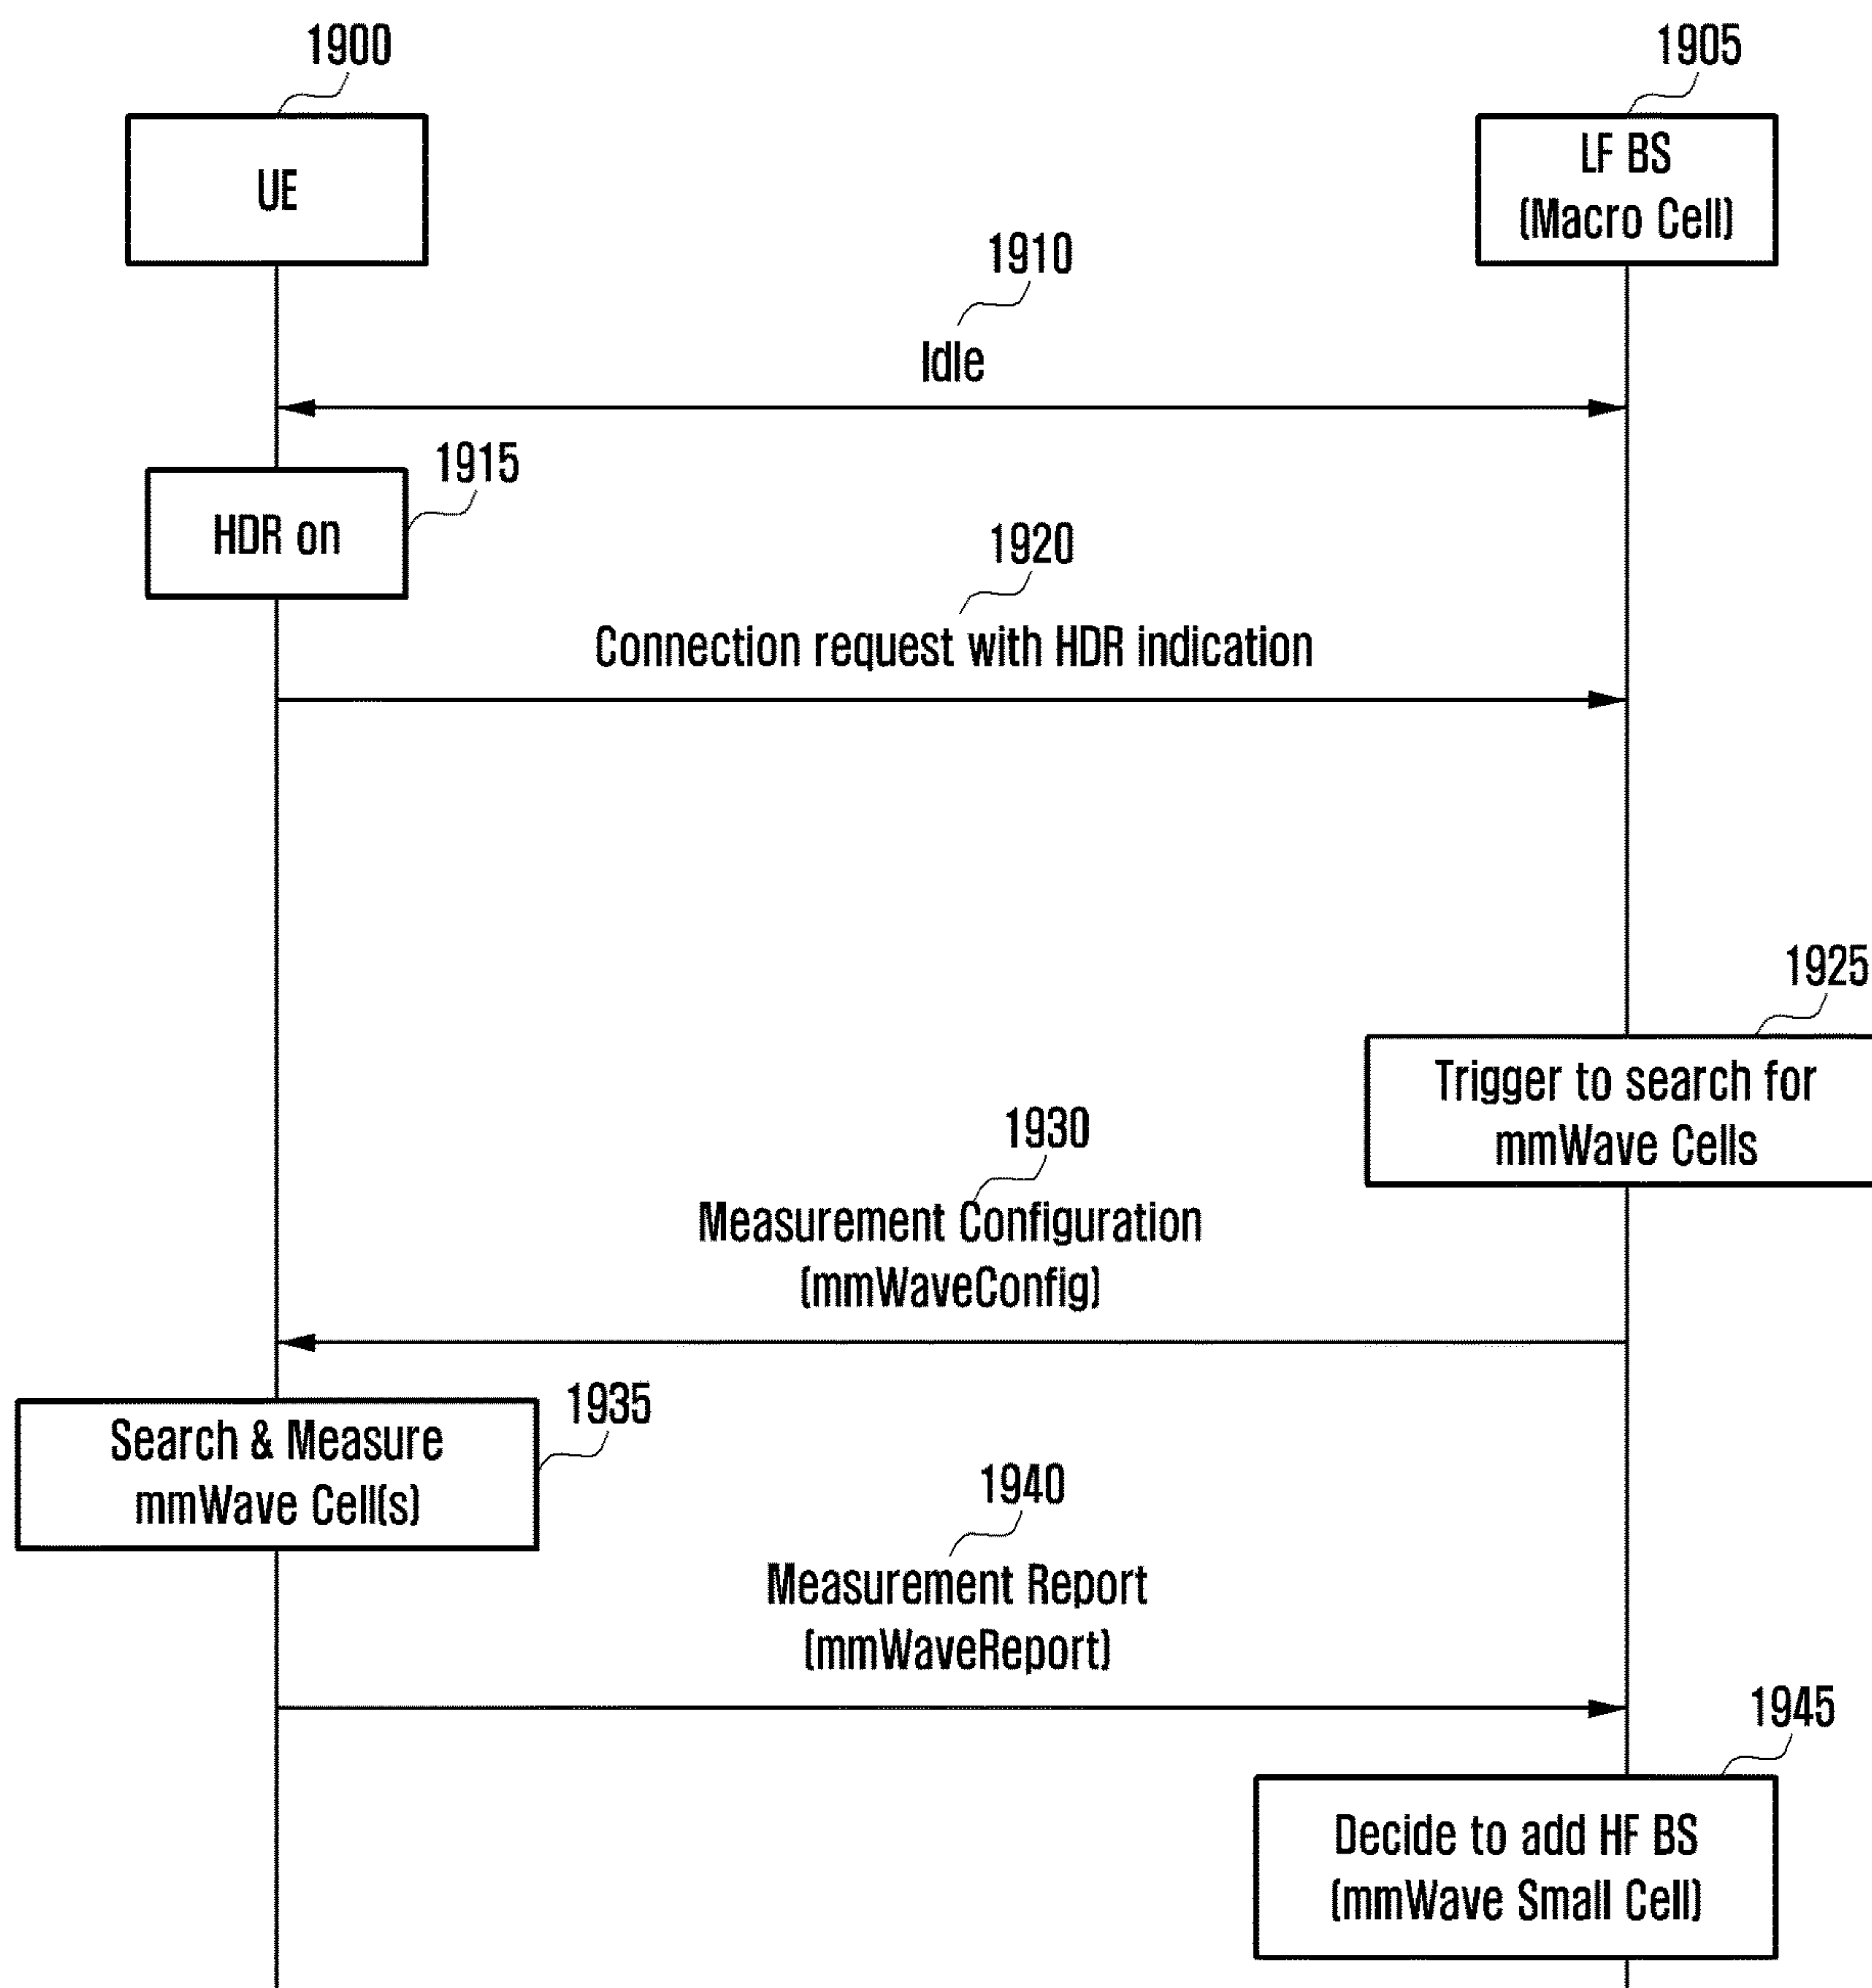 1900
1905
UE
LF BS
(Macro Cell)
1910
Idle
1915
HDR on
1920
Connection request with HDR indication
1925
Trigger to search for
mmWave Cells
1930
Measurement Configuration
(mmWaveConfig)
1935
Search & Measure
mmWave Cell(s)
1940
Measurement Report
(mmWaveReport)
1945
Decide to add HF BS
(mmWave Small Cell)